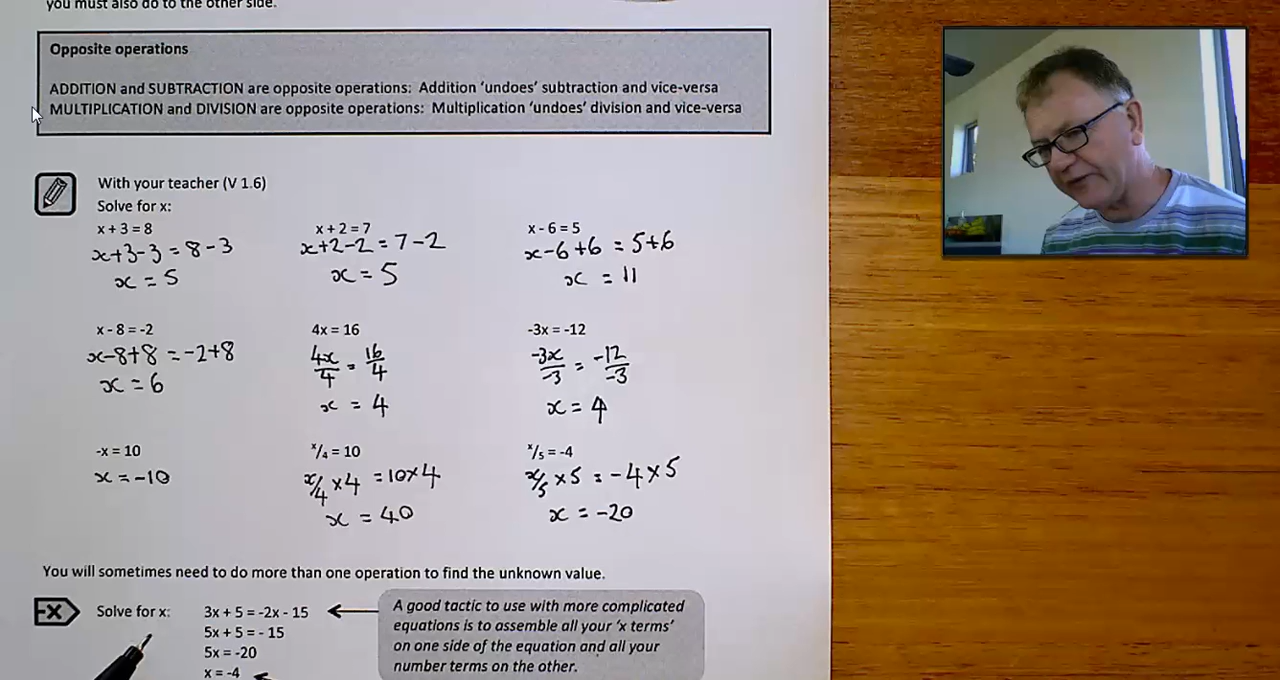 you must also do to the other side.
Opposite operations
ADDITION and SUBTRACTION are opposite operations: Addition 'undoes' subtraction and vice-versa
MULTIPLICATION and DIVISION are opposite operations: Multiplication 'undoes' division and vice-versa
With your teacher (V 1.6)
Solve for x:
x + 3 = 8
x+3-3 = 8-3
x = 5
x + 2 = 7
x+2-2 = 7-2
x = 5
x - 6 = 5
x-6+6 = 5+6
x = 11
x - 8 = -2
x-8+8 = -2+8
x = 6
4x = 16
4x/4 = 16/4
x = 4
-3x = -12
-3x/-3 = -12/-3
x = 4
-x = 10
x = -10
x/4 = 10
x/4 ×4 = 10×4
x = 40
x/5 = -4
x/5 ×5 = -4×5
x = -20
You will sometimes need to do more than one operation to find the unknown value.
EX
Solve for x:
3x + 5 = -2x - 15
5x + 5 = - 15
5x = -20
x = -4
A good tactic to use with more complicated
equations is to assemble all your 'x terms'
on one side of the equation and all your
number terms on the other.